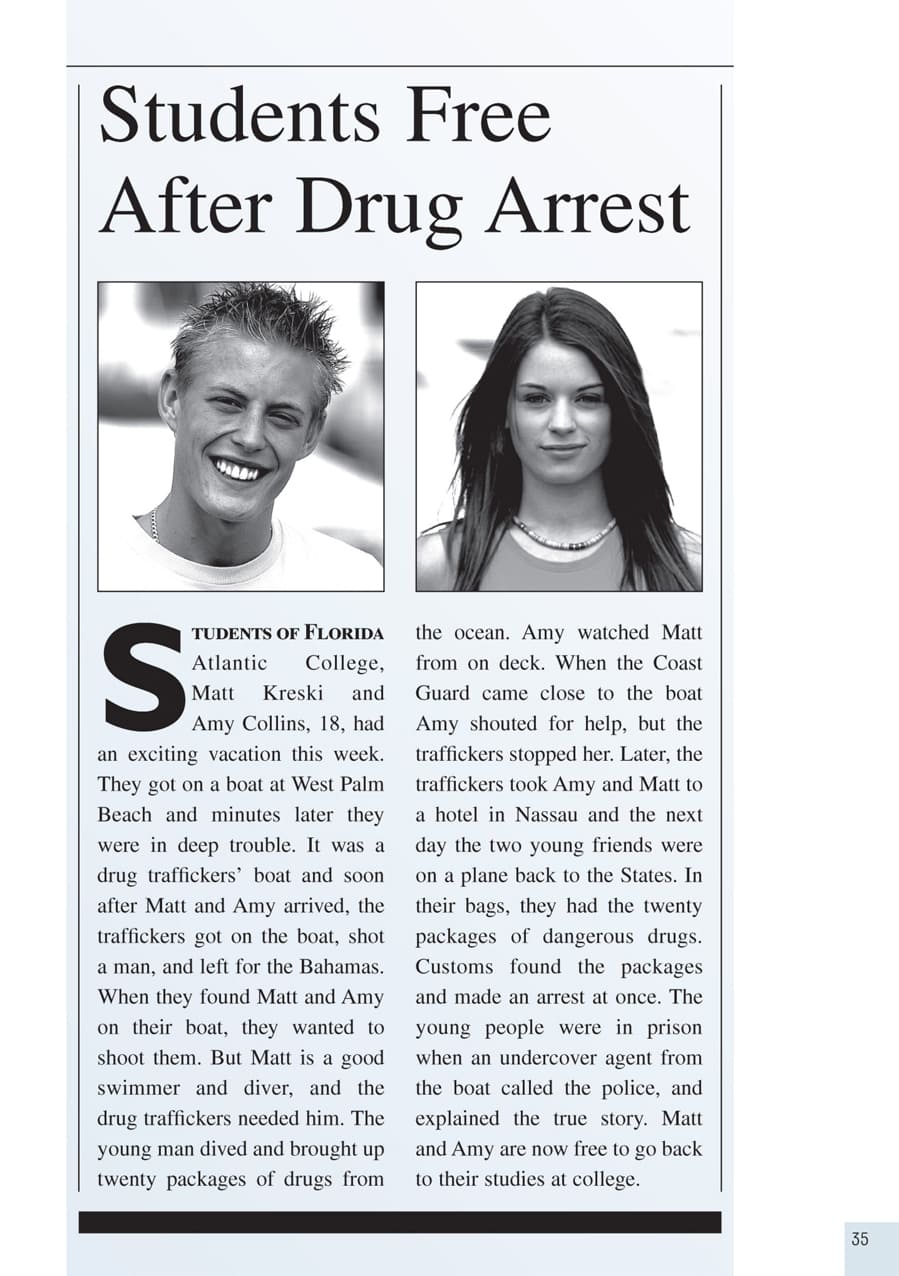 Students Free
After Drug Arrest
STUDENTS OF FLORIDA
Atlantic College,
Matt Kreski and
Amy Collins, 18, had
an exciting vacation this week.
They got on a boat at West Palm
Beach and minutes later they
were in deep trouble. It was a
drug traffickers’ boat and soon
after Matt and Amy arrived, the
traffickers got on the boat, shot
a man, and left for the Bahamas.
When they found Matt and Amy
on their boat, they wanted to
shoot them. But Matt is a good
swimmer and diver, and the
drug traffickers needed him. The
young man dived and brought up
twenty packages of drugs from
the ocean. Amy watched Matt
from on deck. When the Coast
Guard came close to the boat
Amy shouted for help, but the
traffickers stopped her. Later, the
traffickers took Amy and Matt to
a hotel in Nassau and the next
day the two young friends were
on a plane back to the States. In
their bags, they had the twenty
packages of dangerous drugs.
Customs found the packages
and made an arrest at once. The
young people were in prison
when an undercover agent from
the boat called the police, and
explained the true story. Matt
and Amy are now free to go back
to their studies at college.
35